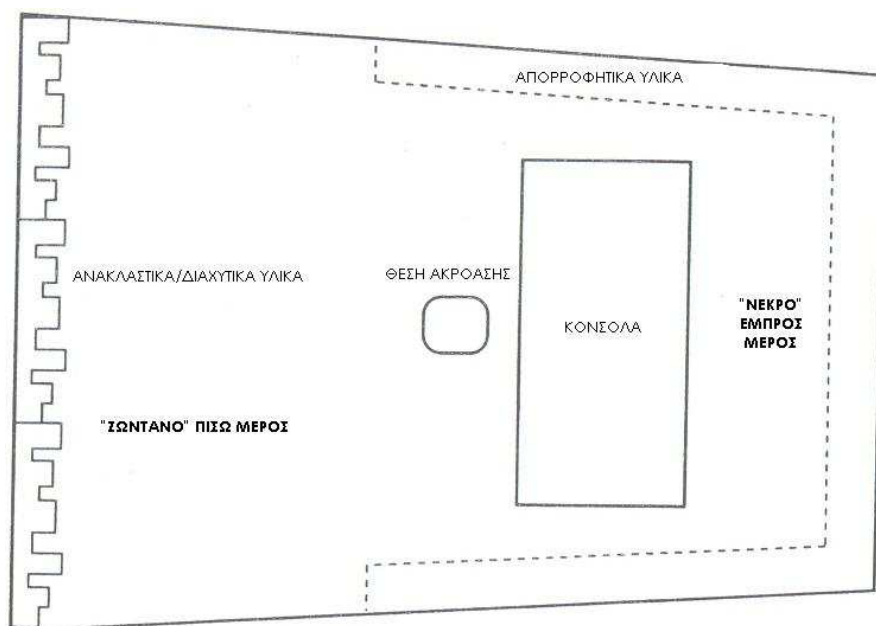 ΑΠΟΡΡΟΦΗΤΙΚΑ ΥΛΙΚΑ
ΑΝΑΚΛΑΣΤΙΚΑ/ΔΙΑΧΥΤΙΚΑ ΥΛΙΚΑ
ΘΕΣΗ ΑΚΡΟΑΣΗΣ
ΚΟΝΣΟΛΑ
"ΝΕΚΡΟ"
ΕΜΠΡΟΣ
ΜΕΡΟΣ
"ΖΩΝΤΑΝΟ" ΠΙΣΩ ΜΕΡΟΣ